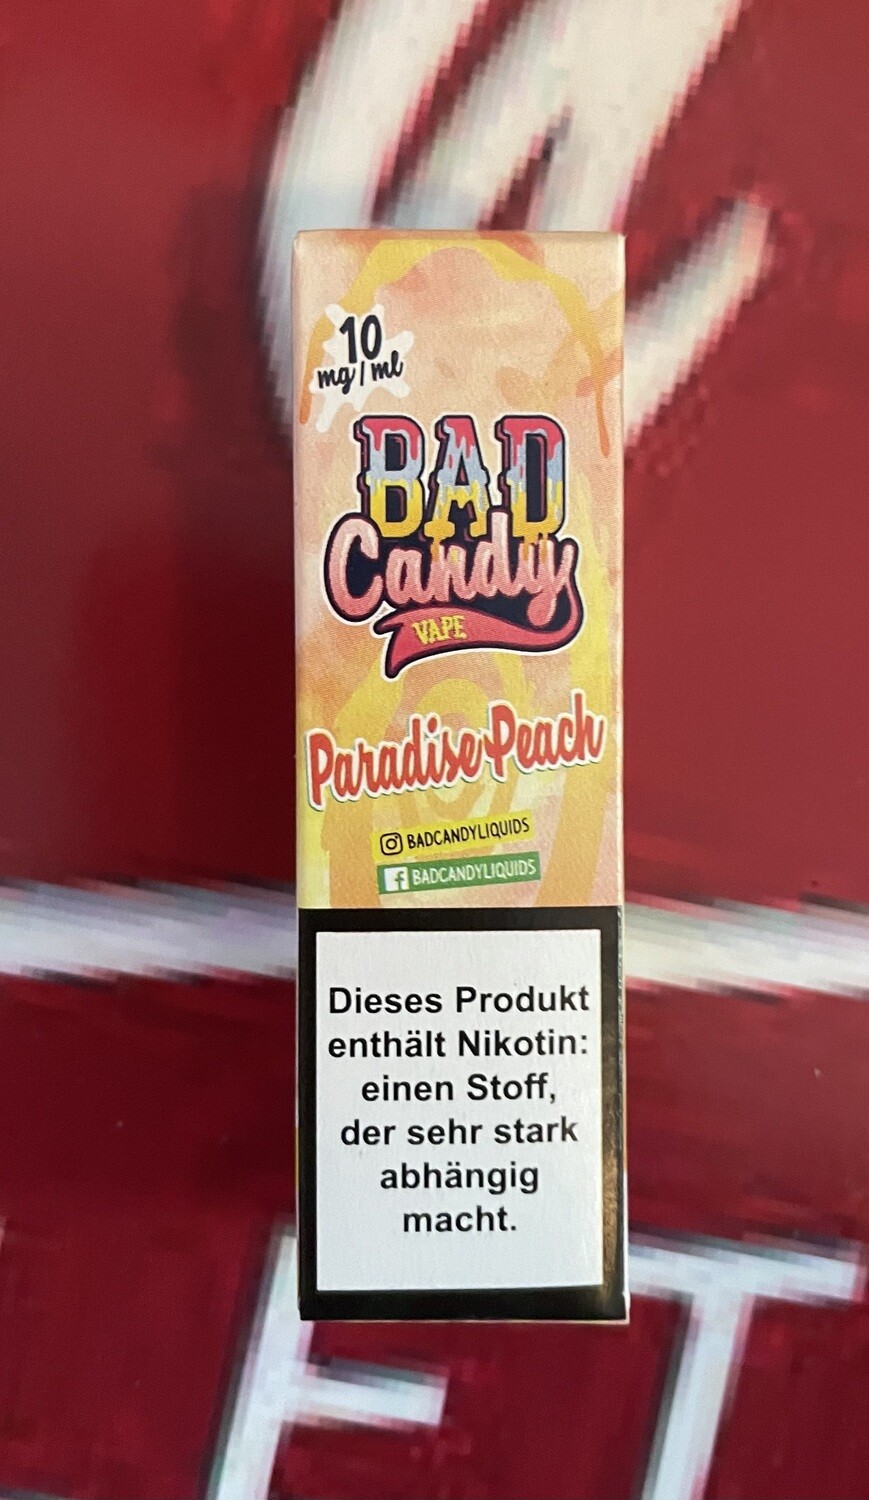 10
mg/ml
BAD
Candy
VAPE
Paradise Peach
BADCANDYLIQUIDS
BADCANDYLIQUIDS
Dieses Produkt
enthält Nikotin:
einen Stoff,
der sehr stark
abhängig
macht.